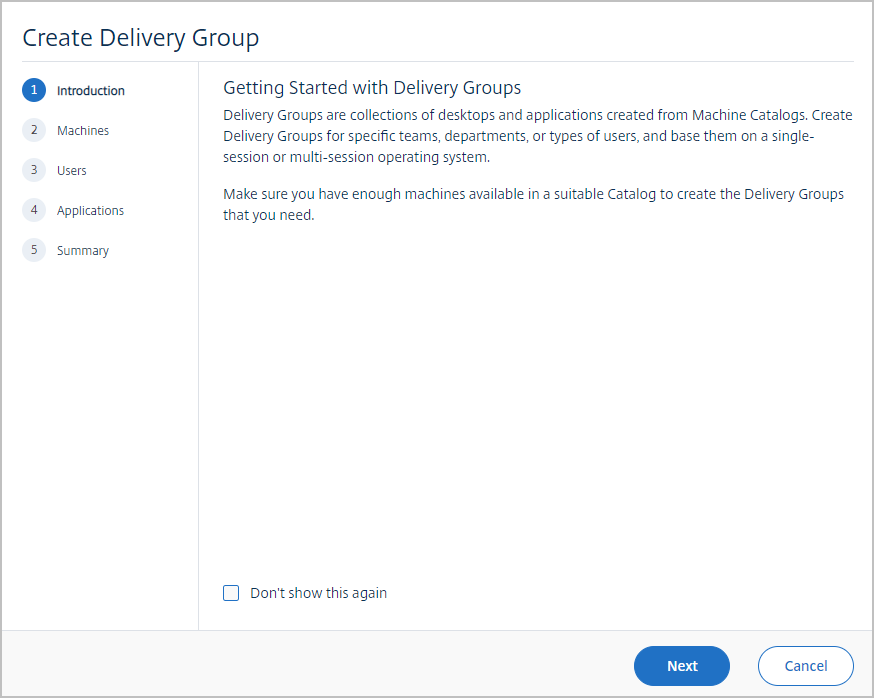 Create Delivery Group
1 Introduction
2 Machines
3 Users
4 Applications
5 Summary
Getting Started with Delivery Groups
Delivery Groups are collections of desktops and applications created from Machine Catalogs. Create
Delivery Groups for specific teams, departments, or types of users, and base them on a single-
session or multi-session operating system.
Make sure you have enough machines available in a suitable Catalog to create the Delivery Groups
that you need.
Don't show this again
Next
Cancel